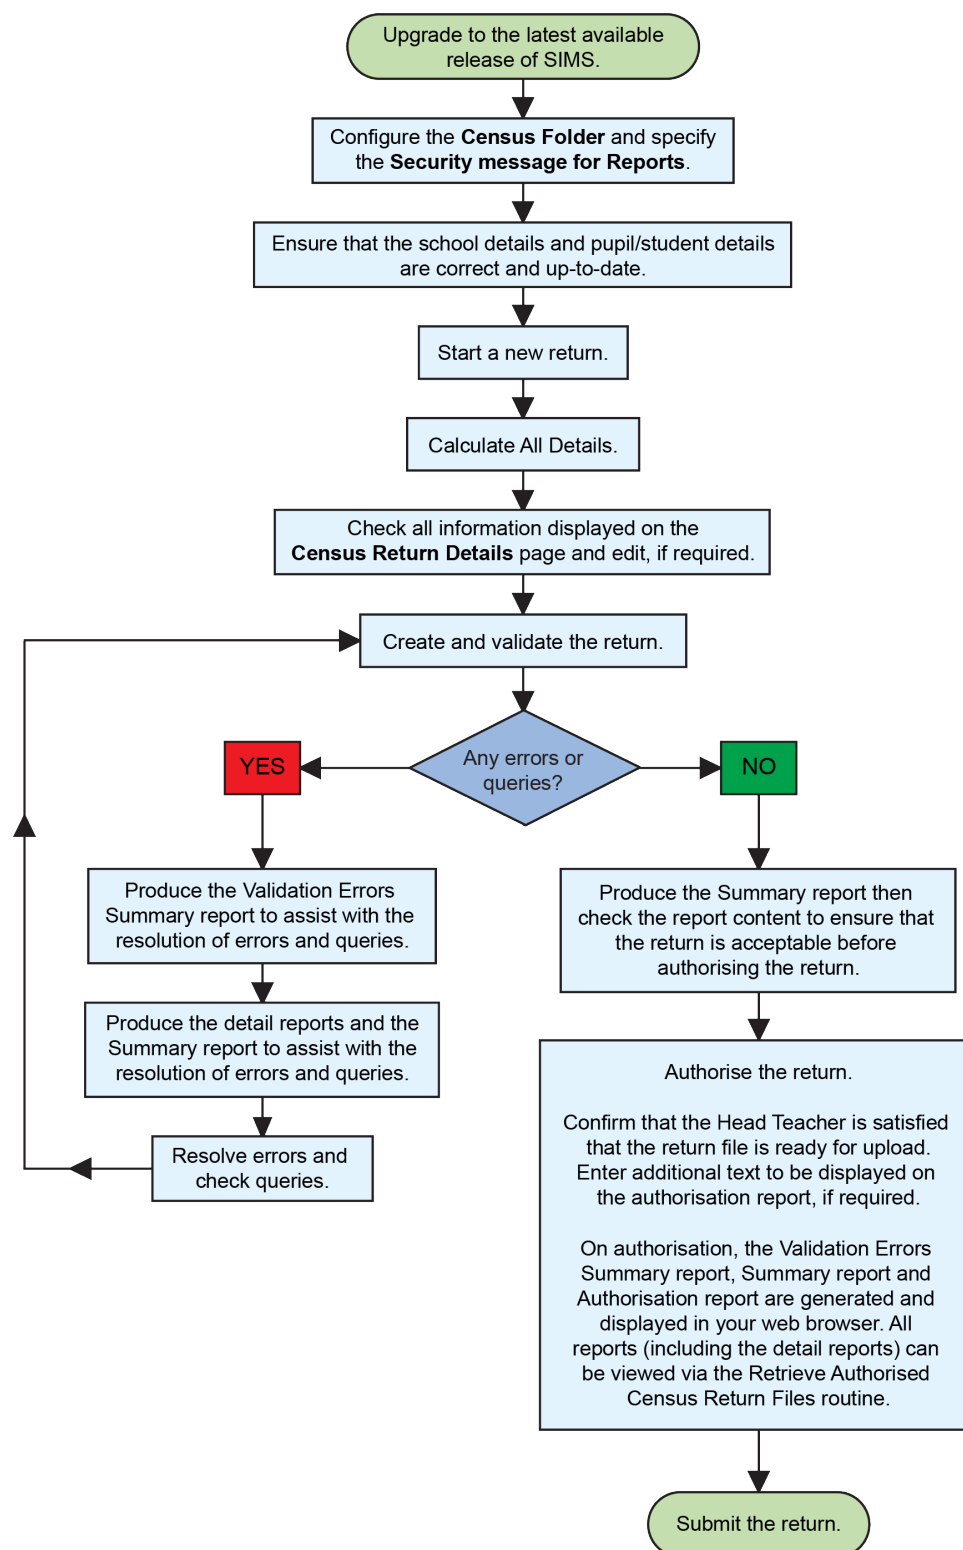 Upgrade to the latest available
release of SIMS.
Configure the Census Folder and specify
the Security message for Reports.
Ensure that the school details and pupil/student details
are correct and up-to-date.
Start a new return.
Calculate All Details.
Check all information displayed on the
Census Return Details page and edit, if required.
Create and validate the return.
Any errors or
queries?
YES
NO
Produce the Validation Errors
Summary report to assist with the
resolution of errors and queries.
Produce the detail reports and the
Summary report to assist with the
resolution of errors and queries.
Resolve errors and
check queries.
Produce the Summary report then
check the report content to ensure that
the return is acceptable before
authorising the return.
Authorise the return.
Confirm that the Head Teacher is satisfied
that the return file is ready for upload.
Enter additional text to be displayed on
the authorisation report, if required.
On authorisation, the Validation Errors
Summary report, Summary report and
Authorisation report are generated and
displayed in your web browser. All
reports (including the detail reports) can
be viewed via the Retrieve Authorised
Census Return Files routine.
Submit the return.